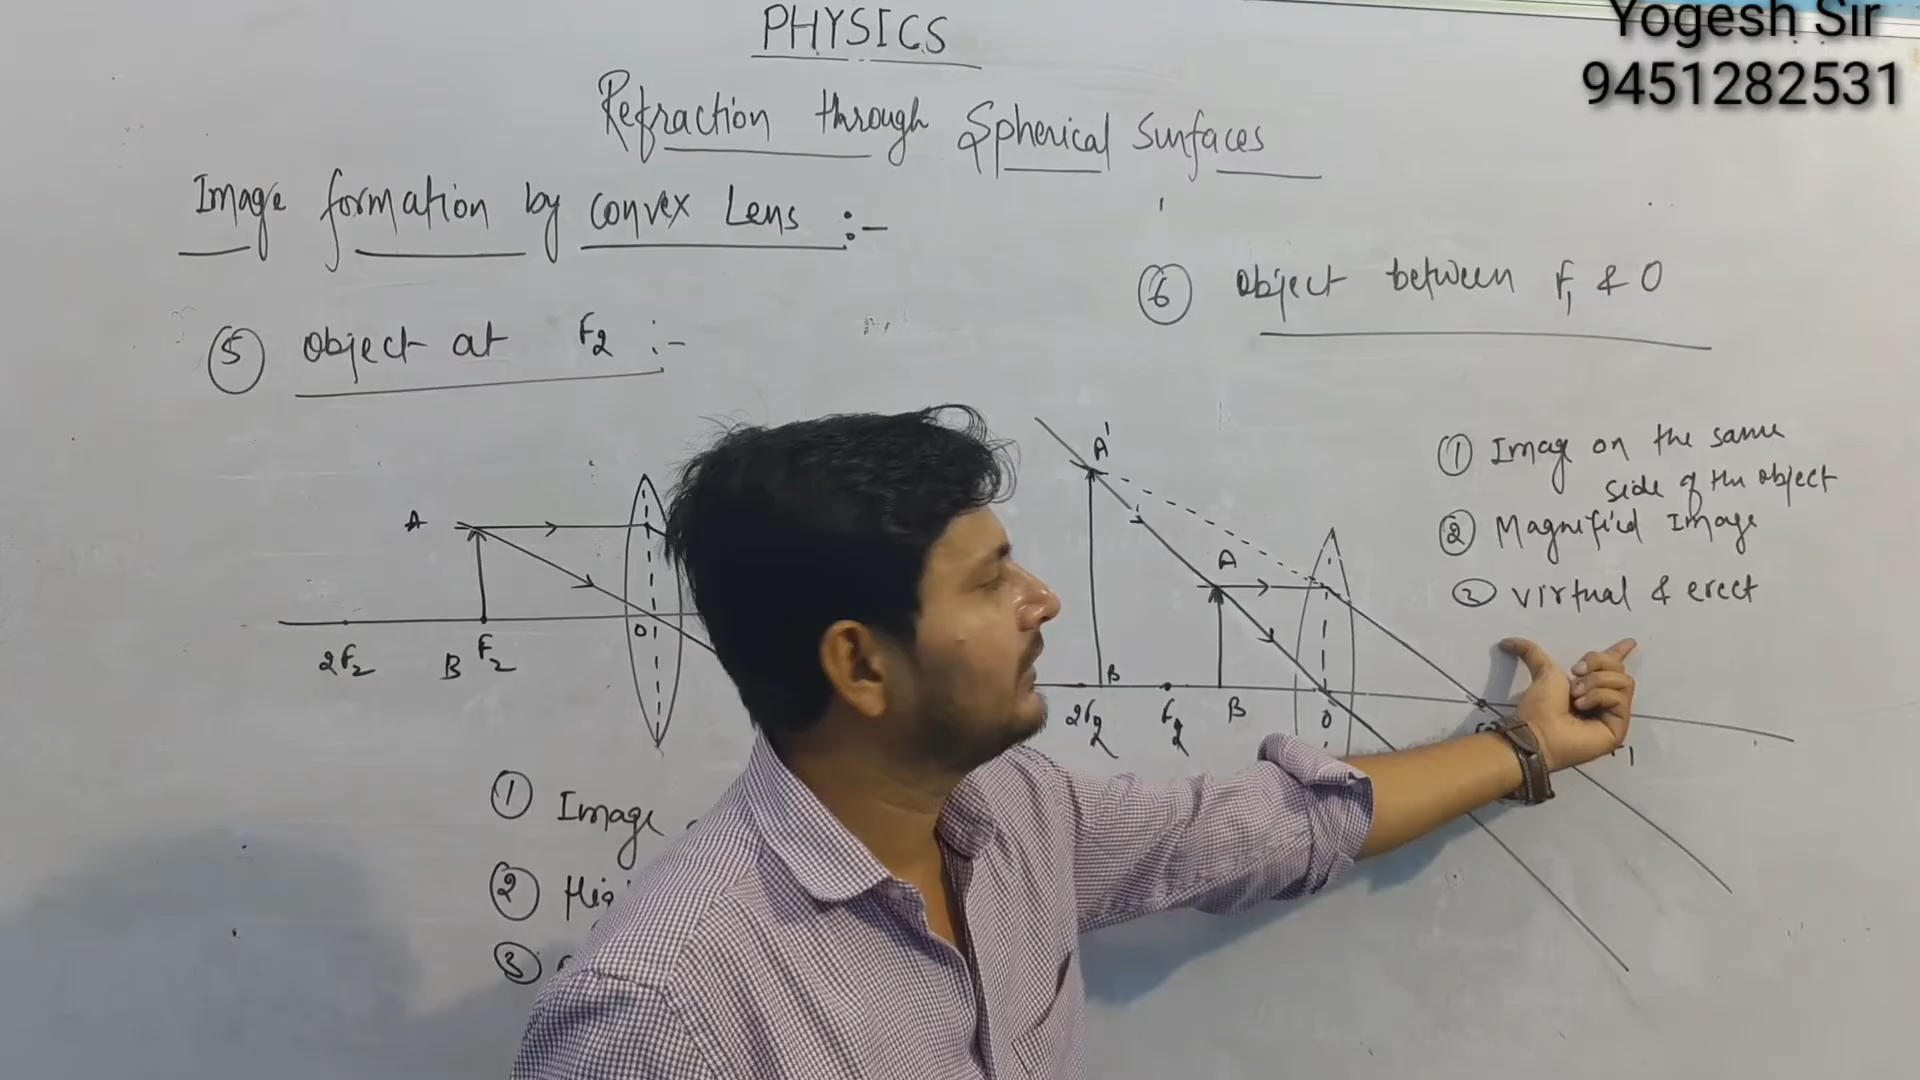 PHYSICS
Yogesh Sir
9451282531
Refraction through Spherical Surfaces
Image formation by convex Lens :-
5 Object at F2 :-
A
O
2F2 B F2
1 Image
2
3
6 Object between F1 & O
A'
A
B
2F2 F2 B O
1 Imag on the same
side of the object
2 Magnified Image
3 virtual & erect